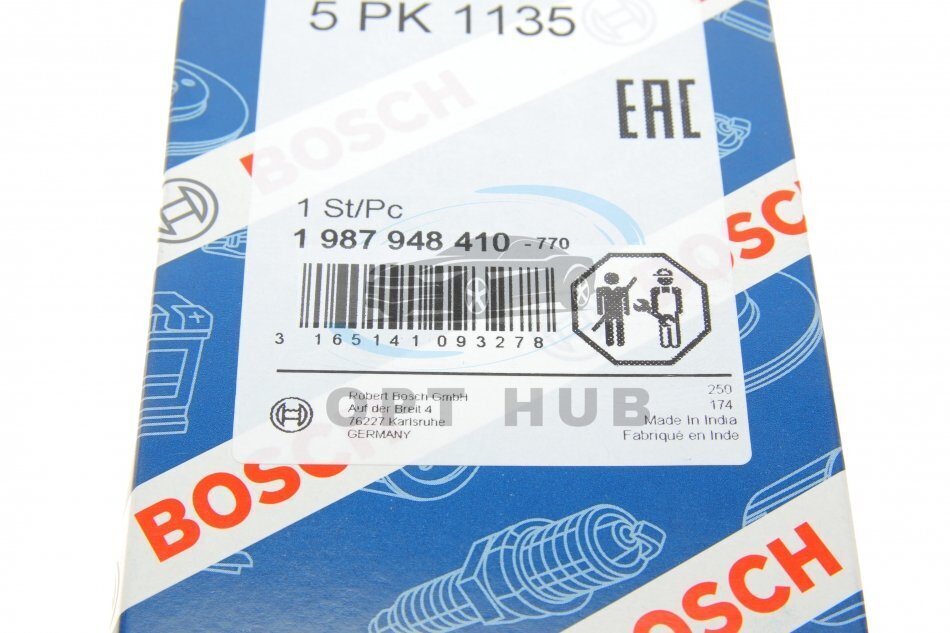 5 PK 1135
BOSCH
EAC
1 St/Pc
1 987 948 410 - 770
3 165141 093278
OPT HUB
Robert Bosch GmbH
Auf der Breit 4
76227 Karlsruhe
GERMANY
250
174
Made In India
Fabriqué en Inde
BOSCH
BOSCH